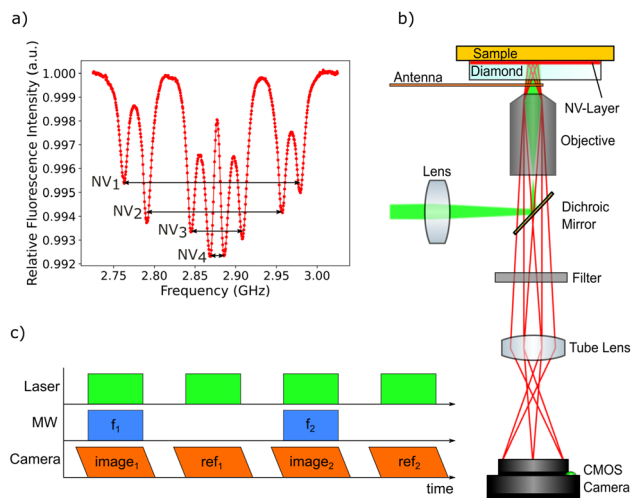 a)
Relative Fluorescence Intensity (a.u.)
1.000
0.999
0.998
0.997
0.996
0.995
0.994
0.993
0.992
NV1
NV2
NV3
NV4
2.75
2.80
2.85
2.90
2.95
3.00
Frequency (GHz)
b)
Sample
Diamond
Antenna
NV-Layer
Objective
Lens
Dichroic
Mirror
Filter
Tube Lens
CMOS
Camera
c)
Laser
MW
f1
f2
Camera
image1
ref1
image2
ref2
time